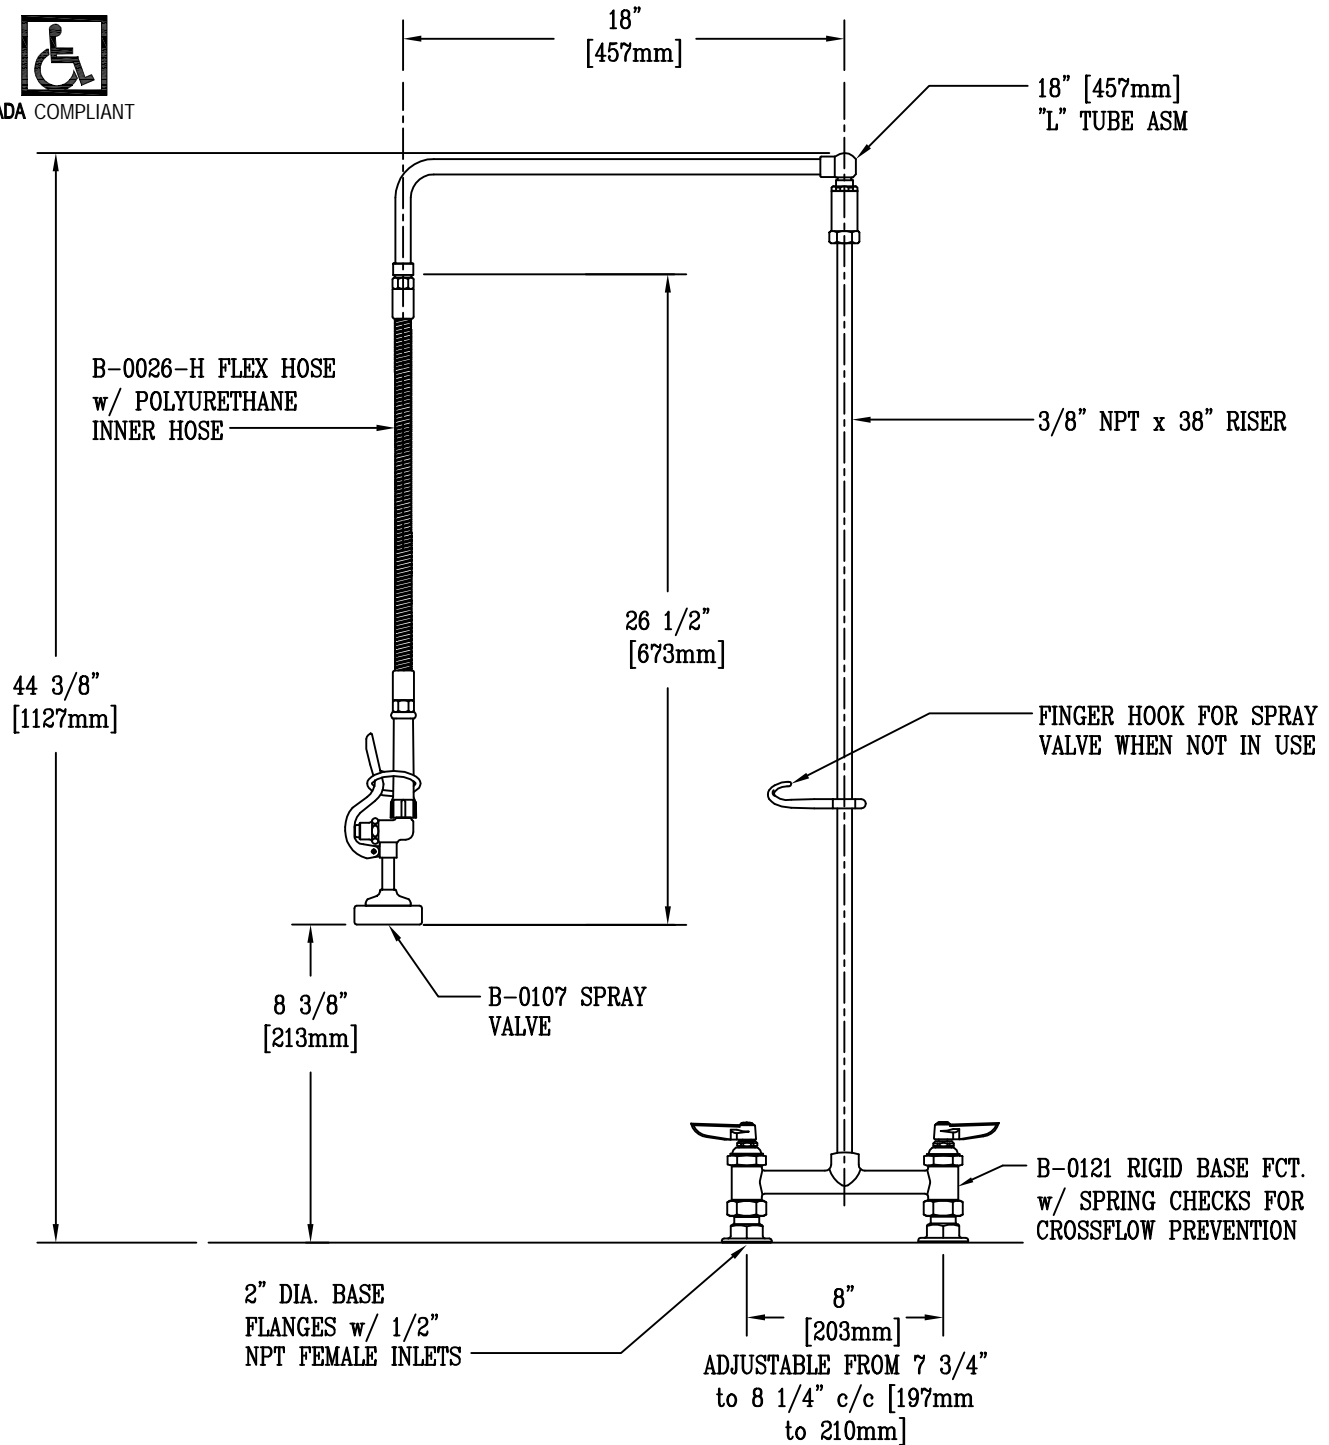 18"
[457mm]
ADA COMPLIANT
18" [457mm]
"L" TUBE ASM
B-0026-H FLEX HOSE
w/ POLYURETHANE
INNER HOSE
3/8" NPT x 38" RISER
26 1/2"
[673mm]
44 3/8"
[1127mm]
FINGER HOOK FOR SPRAY
VALVE WHEN NOT IN USE
8 3/8"
[213mm]
B-0107 SPRAY
VALVE
B-0121 RIGID BASE FCT.
w/ SPRING CHECKS FOR
CROSSFLOW PREVENTION
2" DIA. BASE
FLANGES w/ 1/2"
NPT FEMALE INLETS
8"
[203mm]
ADJUSTABLE FROM 7 3/4"
to 8 1/4" c/c [197mm
to 210mm]